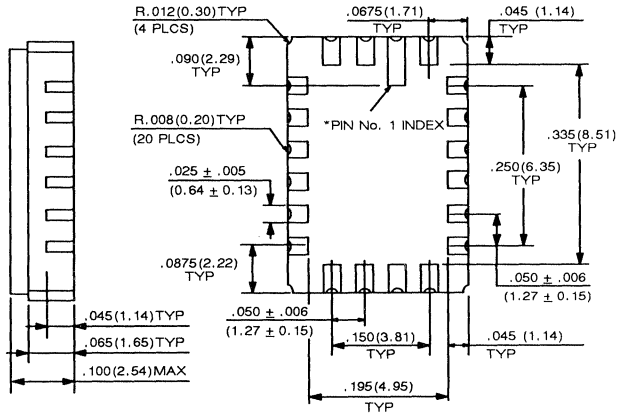 R.012(0.30)TYP
(4 PLCS)
.0675(1.71)
TYP
.045 (1.14)
TYP
.090(2.29)
TYP
R.008(0.20)TYP
(20 PLCS)
*PIN No. 1 INDEX
.335(8.51)
TYP
.250(6.35)
TYP
.025 ± .005
(0.64 ± 0.13)
.0875(2.22)
TYP
.050 ± .006
(1.27 ± 0.15)
.050 ± .006
(1.27 ± 0.15)
.045(1.14)TYP
.065(1.65)TYP
.100(2.54)MAX
.150(3.81)
TYP
.045 (1.14)
TYP
.195(4.95)
TYP